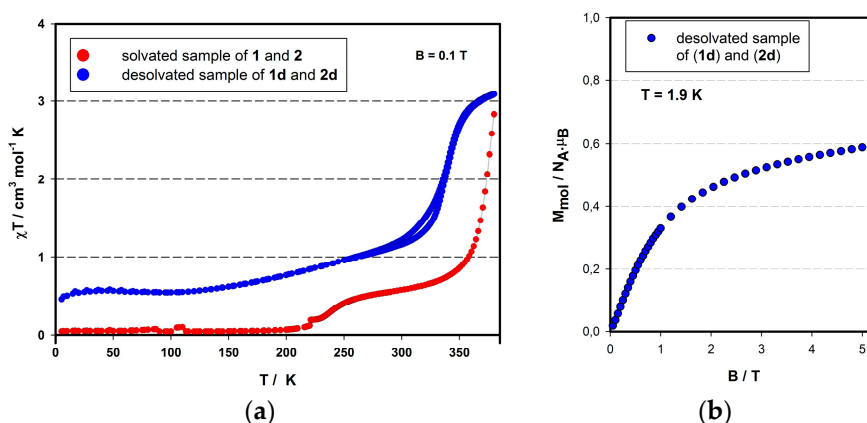 4
3
2
1
0
χT / cm³ mol⁻¹ K
solvated sample of 1 and 2
desolvated sample of 1d and 2d
B = 0.1 T
0 50 100 150 200 250 300 350
T / K
(a)
1,0
0,8
0,6
0,4
0,2
0,0
M_mol / N_A·μB
desolvated sample
of (1d) and (2d)
T = 1.9 K
0 1 2 3 4 5
B / T
(b)